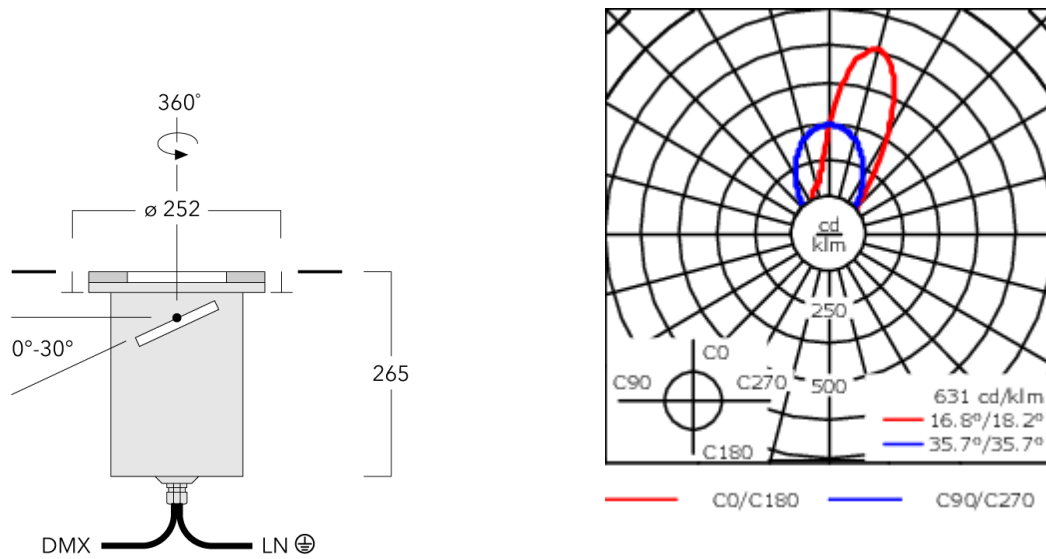 360°
ø 252
0°-30°
265
DMX
LN
cd
klm
250
500
C0
C90
C270
C180
631 cd/klm
16.8°/18.2°
35.7°/35.7°
C0/C180
C90/C270